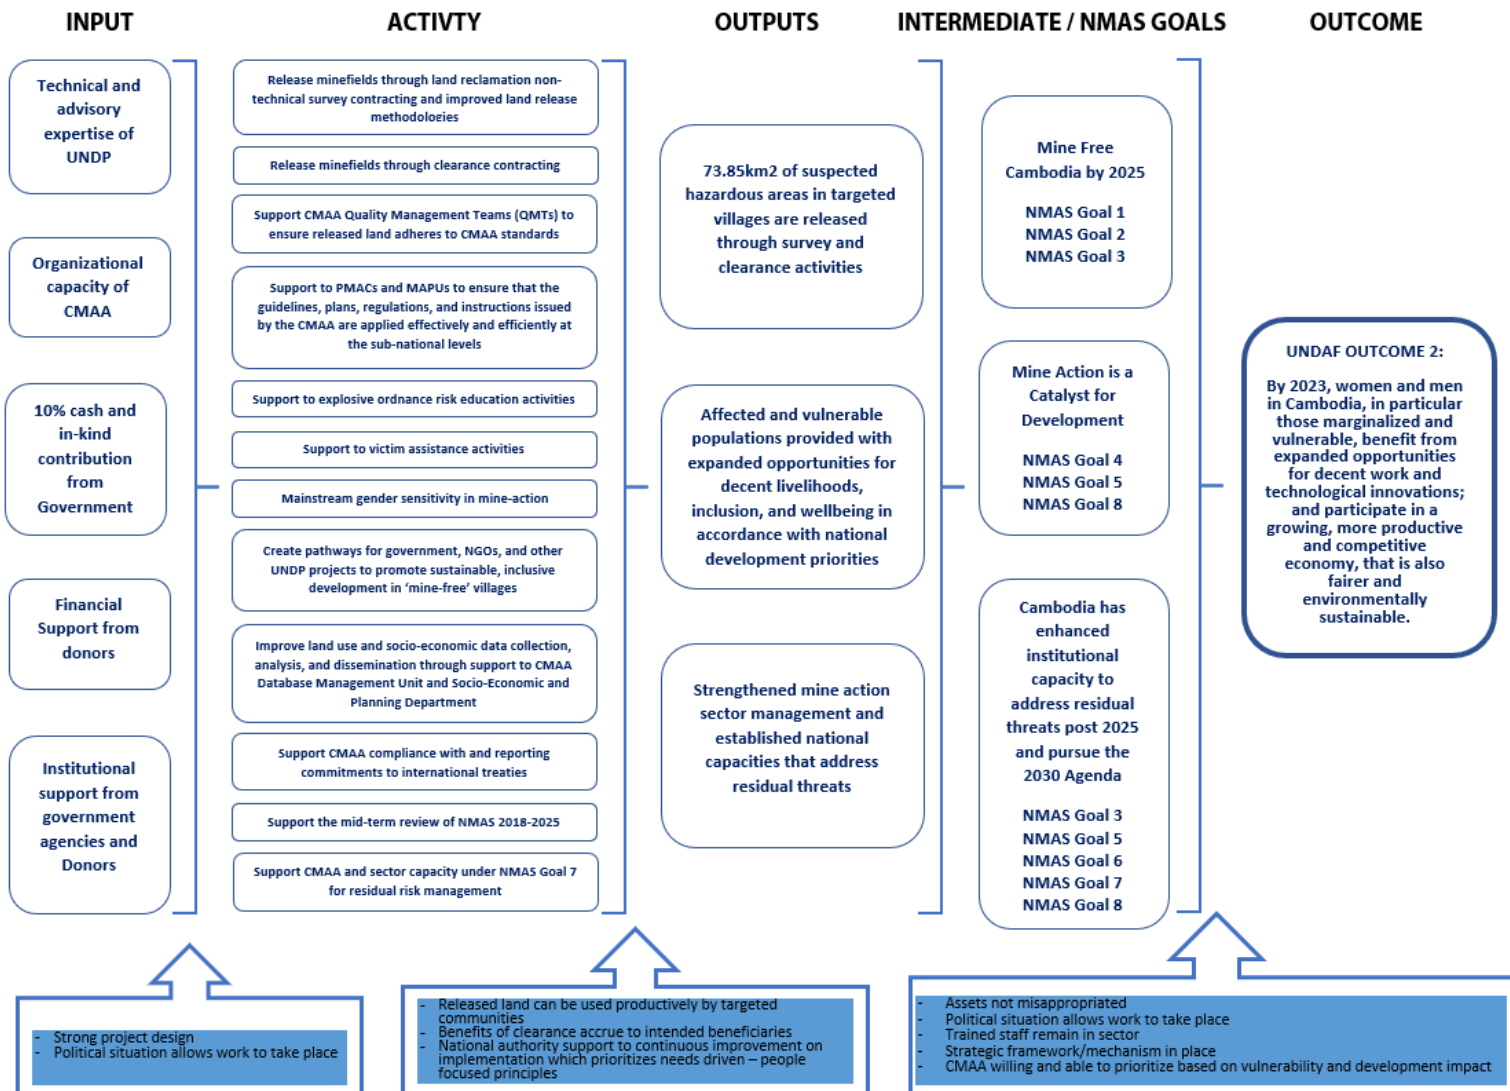 INPUT
ACTIVTY
OUTPUTS
INTERMEDIATE / NMAS GOALS
OUTCOME
Technical and
advisory
expertise of
UNDP
Organizational
capacity of
CMAA
10% cash and
in-kind
contribution
from
Government
Financial
Support from
donors
Institutional
support from
government
agencies and
Donors
Release minefields through land reclamation non-
technical survey contracting and improved land release
methodologies
Release minefields through clearance contracting
Support CMAA Quality Management Teams (QMTs) to
ensure released land adheres to CMAA standards
Support to PMACs and MAPUs to ensure that the
guidelines, plans, regulations, and instructions issued
by the CMAA are applied effectively and efficiently at
the sub-national levels
Support to explosive ordnance risk education activities
Support to victim assistance activities
Mainstream gender sensitivity in mine-action
Create pathways for government, NGOs, and other
UNDP projects to promote sustainable, inclusive
development in ‘mine-free’ villages
Improve land use and socio-economic data collection,
analysis, and dissemination through support to CMAA
Database Management Unit and Socio-Economic and
Planning Department
Support CMAA compliance with and reporting
commitments to international treaties
Support the mid-term review of NMAS 2018-2025
Support CMAA and sector capacity under NMAS Goal 7
for residual risk management
73.85km2 of suspected
hazardous areas in targeted
villages are released
through survey and
clearance activities
Affected and vulnerable
populations provided with
expanded opportunities for
decent livelihoods,
inclusion, and wellbeing in
accordance with national
development priorities
Strengthened mine action
sector management and
established national
capacities that address
residual threats
Mine Free
Cambodia by 2025
NMAS Goal 1
NMAS Goal 2
NMAS Goal 3
Mine Action is a
Catalyst for
Development
NMAS Goal 4
NMAS Goal 5
NMAS Goal 8
Cambodia has
enhanced
institutional
capacity to
address residual
threats post 2025
and pursue the
2030 Agenda
NMAS Goal 3
NMAS Goal 5
NMAS Goal 6
NMAS Goal 7
NMAS Goal 8
UNDAF OUTCOME 2:
By 2023, women and men
in Cambodia, in particular
those marginalized and
vulnerable, benefit from
expanded opportunities
for decent work and
technological innovations;
and participate in a
growing, more productive
and competitive
economy, that is also
fairer and
environmentally
sustainable.
- Strong project design
- Political situation allows work to take place
- Released land can be used productively by targeted
communities
- Benefits of clearance accrue to intended beneficiaries
- National authority support to continuous improvement on
implementation which prioritizes needs driven – people
focused principles
- Assets not misappropriated
- Political situation allows work to take place
- Trained staff remain in sector
- Strategic framework/mechanism in place
- CMAA willing and able to prioritize based on vulnerability and development impact